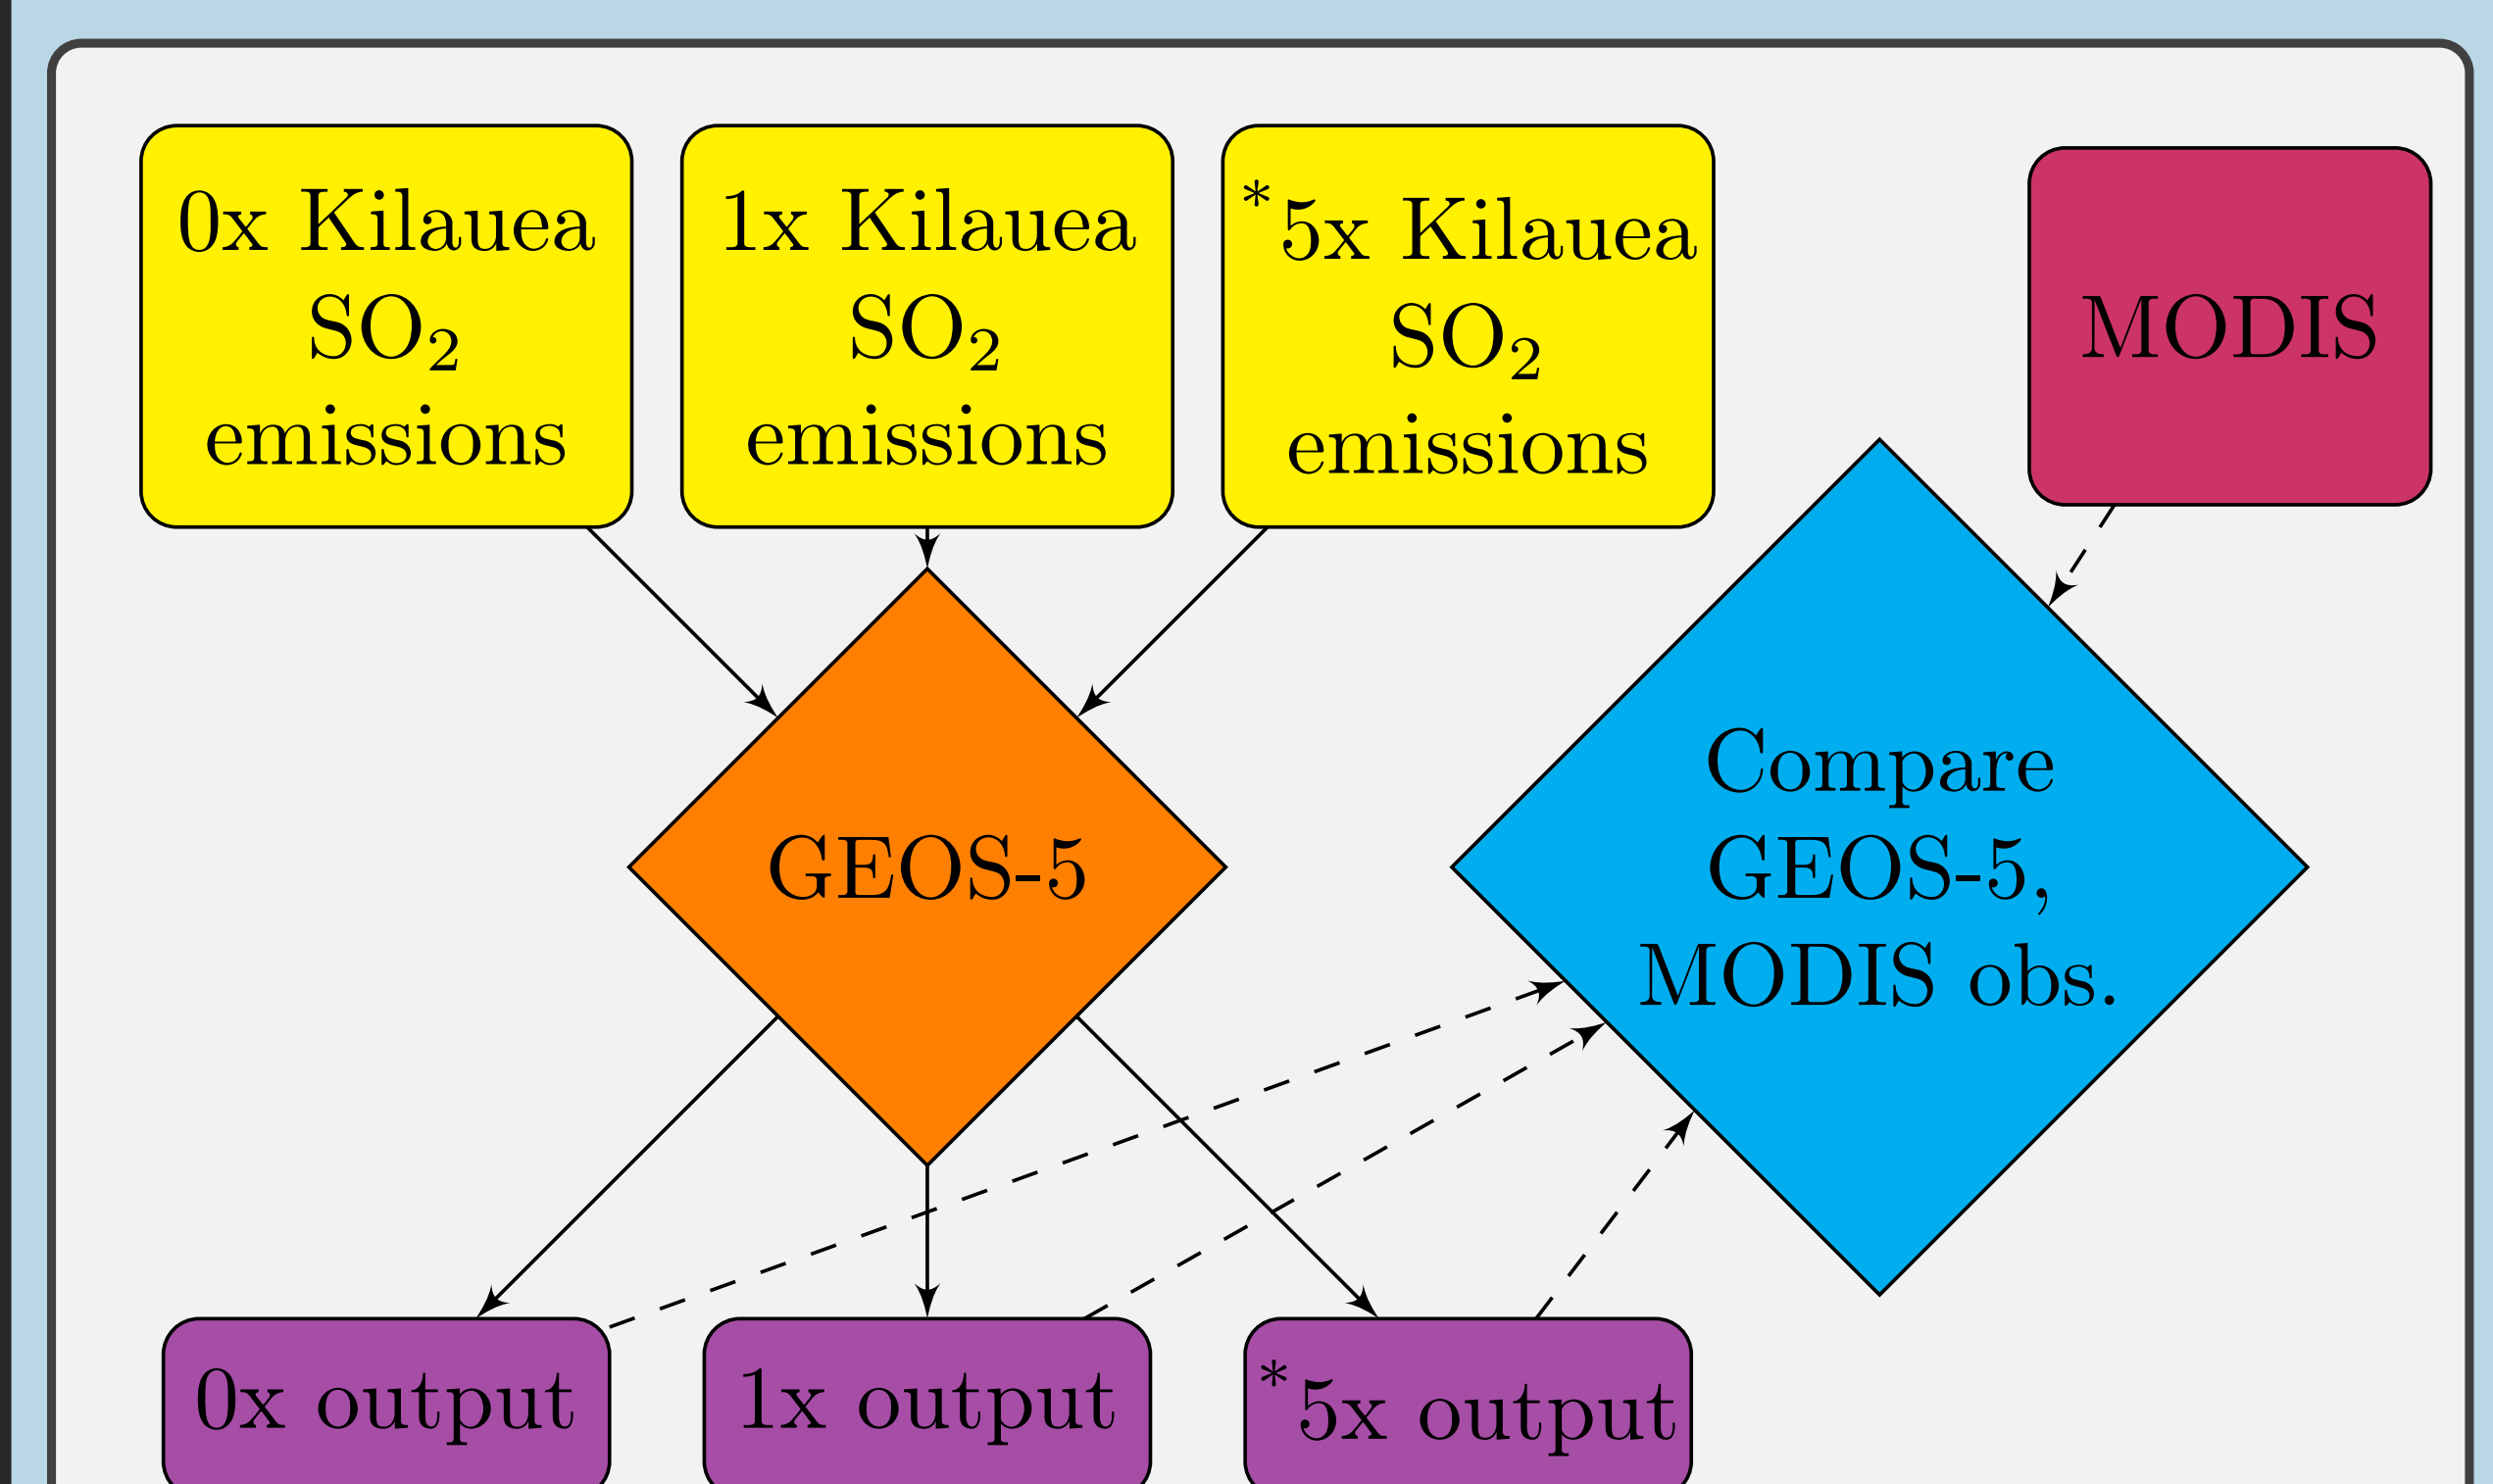 0x Kilauea
SO₂
emissions
1x Kilauea
SO₂
emissions
*5x Kilauea
SO₂
emissions
MODIS
GEOS-5
Compare
GEOS-5,
MODIS obs.
0x output
1x output
*5x output